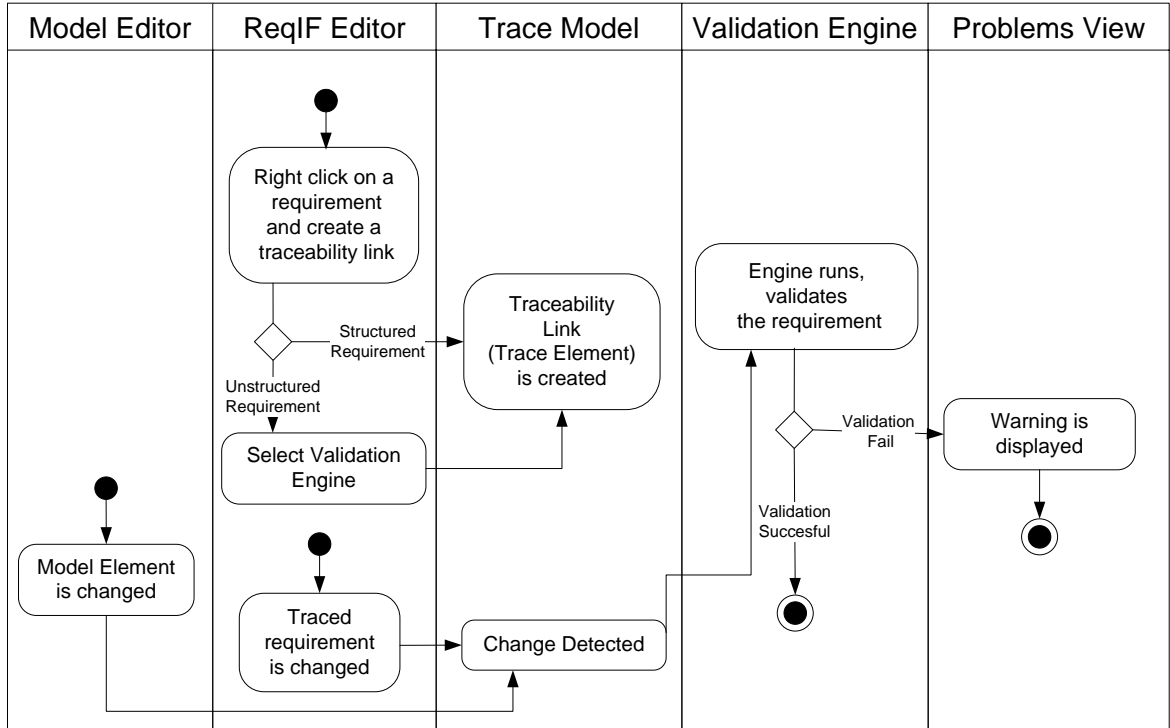 Model Editor
ReqIF Editor
Trace Model
Validation Engine
Problems View
Right click on a
requirement
and create a
traceability link
Structured
Requirement
Unstructured
Requirement
Select Validation
Engine
Traceability
Link
(Trace Element)
is created
Engine runs,
validates
the requirement
Validation
Fail
Validation
Succesful
Warning is
displayed
Model Element
is changed
Traced
requirement
is changed
Change Detected